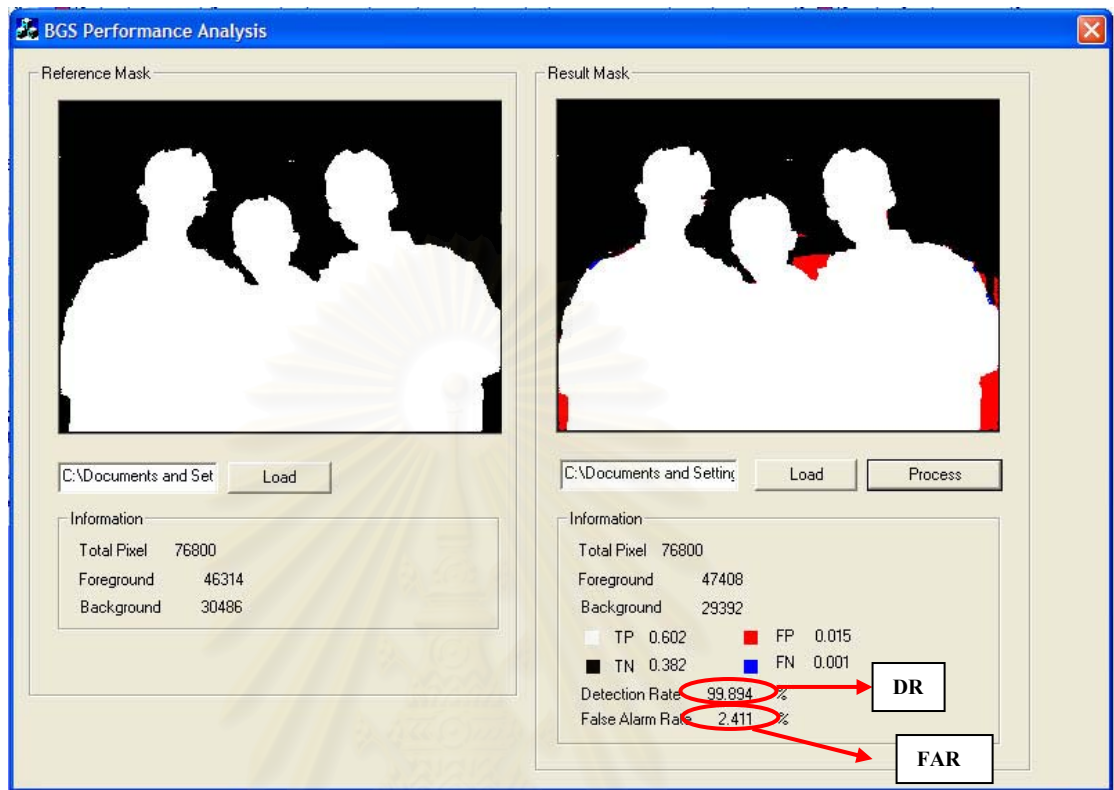 BGS Performance Analysis
Reference Mask
C:\Documents and Set
Load
Information
Total Pixel 76800
Foreground 46314
Background 30486
Result Mask
C:\Documents and Setting
Load
Process
Information
Total Pixel 76800
Foreground 47408
Background 29392
TP 0.602 FP 0.015
TN 0.382 FN 0.001
Detection Rate 99.894 %
False Alarm Rate 2.411 %
DR
FAR